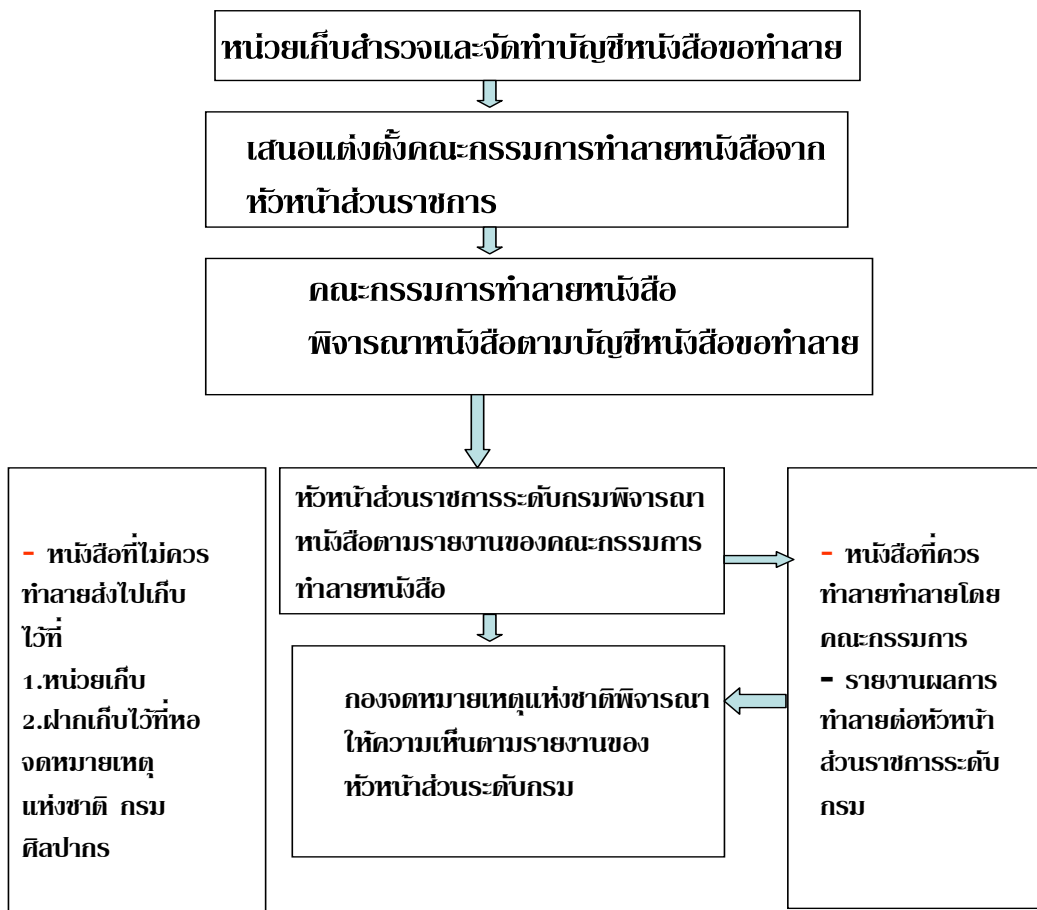 หน่วยเก็บสำรวจและจัดทำบัญชีหนังสือขอทำลาย
เสนอแต่งตั้งคณะกรรมการทำลายหนังสือจาก
หัวหน้าส่วนราชการ
คณะกรรมการทำลายหนังสือ
พิจารณาหนังสือตามบัญชีหนังสือขอทำลาย
- หนังสือที่ไม่ควร
ทำลายส่งไปเก็บ
ไว้ที่
1.หน่วยเก็บ
2.ฝากเก็บไว้ที่หอ
จดหมายเหตุ
แห่งชาติ กรม
ศิลปากร
หัวหน้าส่วนราชการระดับกรมพิจารณา
หนังสือตามรายงานของคณะกรรมการ
ทำลายหนังสือ
กองจดหมายเหตุแห่งชาติพิจารณา
ให้ความเห็นตามรายงานของ
หัวหน้าส่วนระดับกรม
- หนังสือที่ควร
ทำลายทำลายโดย
คณะกรรมการ
- รายงานผลการ
ทำลายต่อหัวหน้า
ส่วนราชการระดับ
กรม